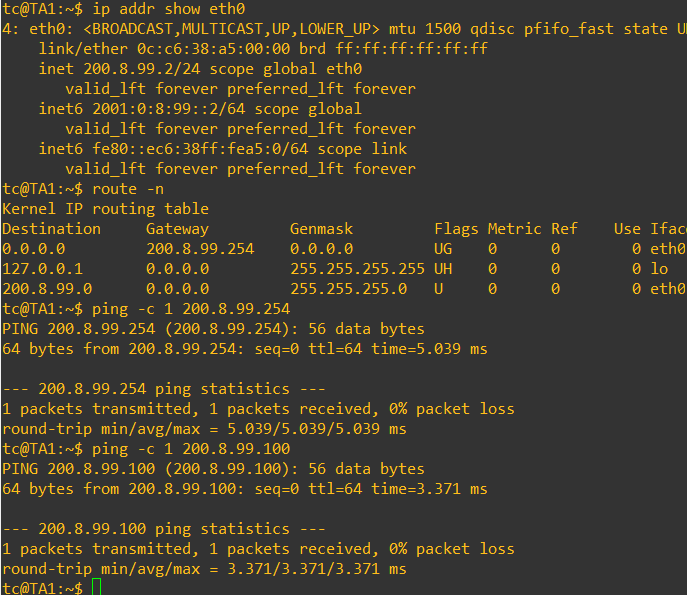 tc@TA1:~$ ip addr show eth0
4: eth0: <BROADCAST,MULTICAST,UP,LOWER_UP> mtu 1500 qdisc pfifo_fast state U
    link/ether 0c:c6:38:a5:00:00 brd ff:ff:ff:ff:ff:ff
    inet 200.8.99.2/24 scope global eth0
       valid_lft forever preferred_lft forever
    inet6 2001:0:8:99::2/64 scope global
       valid_lft forever preferred_lft forever
    inet6 fe80::ec6:38ff:fea5:0/64 scope link
       valid_lft forever preferred_lft forever
tc@TA1:~$ route -n
Kernel IP routing table
Destination     Gateway         Genmask         Flags Metric Ref    Use Iface
0.0.0.0         200.8.99.254    0.0.0.0         UG    0      0        0 eth0
127.0.0.1       0.0.0.0         255.255.255.255 UH    0      0        0 lo
200.8.99.0      0.0.0.0         255.255.255.0   U     0      0        0 eth0
tc@TA1:~$ ping -c 1 200.8.99.254
PING 200.8.99.254 (200.8.99.254): 56 data bytes
64 bytes from 200.8.99.254: seq=0 ttl=64 time=5.039 ms

--- 200.8.99.254 ping statistics ---
1 packets transmitted, 1 packets received, 0% packet loss
round-trip min/avg/max = 5.039/5.039/5.039 ms
tc@TA1:~$ ping -c 1 200.8.99.100
PING 200.8.99.100 (200.8.99.100): 56 data bytes
64 bytes from 200.8.99.100: seq=0 ttl=64 time=3.371 ms

--- 200.8.99.100 ping statistics ---
1 packets transmitted, 1 packets received, 0% packet loss
round-trip min/avg/max = 3.371/3.371/3.371 ms
tc@TA1:~$